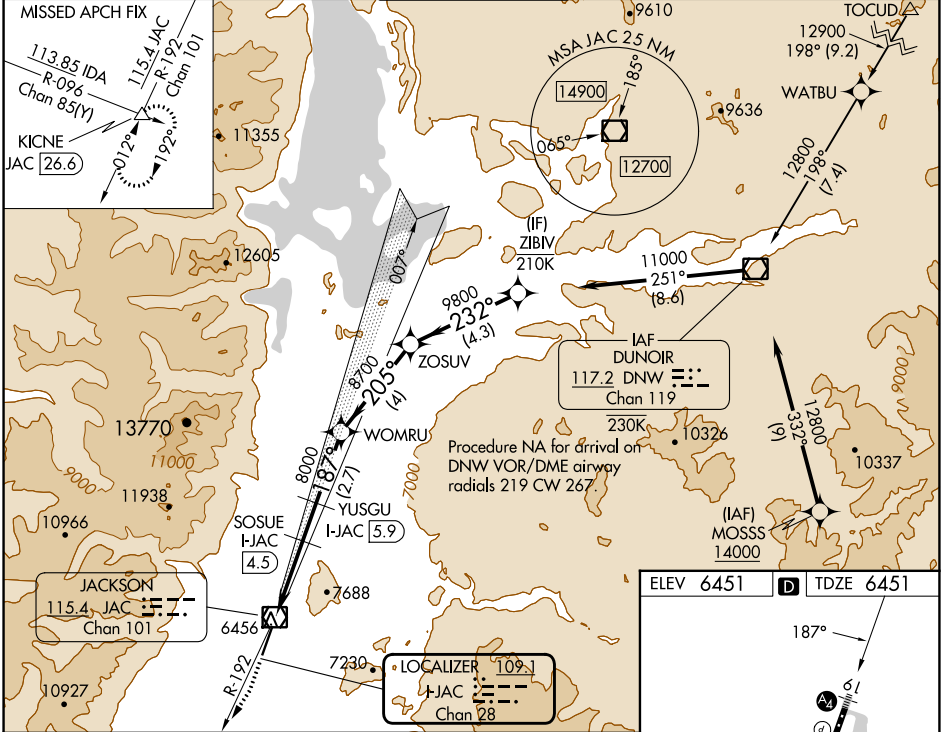 MISSED APCH FIX
113.85 IDA
R-096
Chan 85(Y)
115.4 JAC
R-192
Chan 101
KICNE
JAC 26.6
012°
192°
11355
9610
MSA JAC 25 NM
185°
14900
065°
12700
9636
TOCUD
12900
198° (9.2)
WATBU
12800
198°
(7.4)
12605
007°
(IF)
ZIBIV
210K
11000
251°
(8.6)
9800
232°
(4.3)
ZOSUV
8700
205°
(4)
WOMRU
IAF
DUNOIR
117.2 DNW
Chan 119
230K
Procedure NA for arrival on
DNW VOR/DME airway
radials 219 CW 267.
10326
12800
332°
(9)
10000
10337
(IAF)
MOSSS
14000
13770
11000
9000
11938
10966
7000
8000
187°
(2.7)
YUSGU
I-JAC 5.9
SOSUE
I-JAC
4.5
JACKSON
115.4 JAC
Chan 101
6456
7688
7230
R-192
LOCALIZER 109.1
I-JAC
Chan 28
10927
ELEV 6451 D TDZE 6451
187°
19
A4